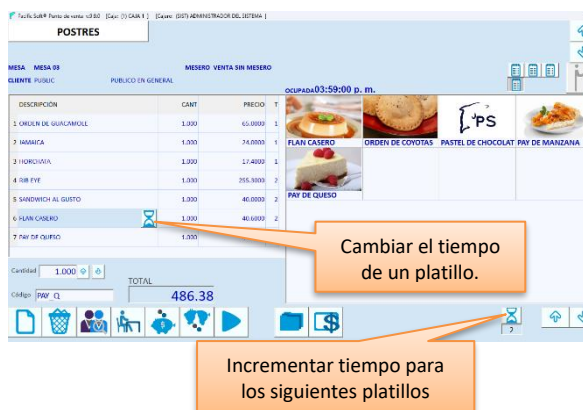 Pacific Soft® Punto de venta v.9.8.0 [Caja: (1) CAJA 1 ] [Cajero: (SIST) ADMINISTRADOR DEL SISTEMA ]
POSTRES
MESA MESA 03 MESERO VENTA SIN MESERO
CLIENTE PUBLIC PUBLICO EN GENERAL
OCUPADA03:59:00 p. m.
DESCRIPCIÓN CANT PRECIO T
1 ORDEN DE GUACAMOLE 1.000 65.0000 1
2 JAMAICA 1.000 24.0000 1
3 HORCHATA 1.000 17.4000 1
4 RIB EYE 1.000 255.0000 2
5 SANDWICH AL GUSTO 1.000 40.0000 2
6 FLAN CASERO 1.000 40.6000 2
7 PAY DE QUESO 1.000
PS
FLAN CASERO ORDEN DE COYOTAS PASTEL DE CHOCOLAT PAY DE MANZANA
PAY DE QUESO
Cambiar el tiempo
de un platillo.
Cantidad 1.000
TOTAL
Código PAY_Q 486.38
2
Incrementar tiempo para
los siguientes platillos